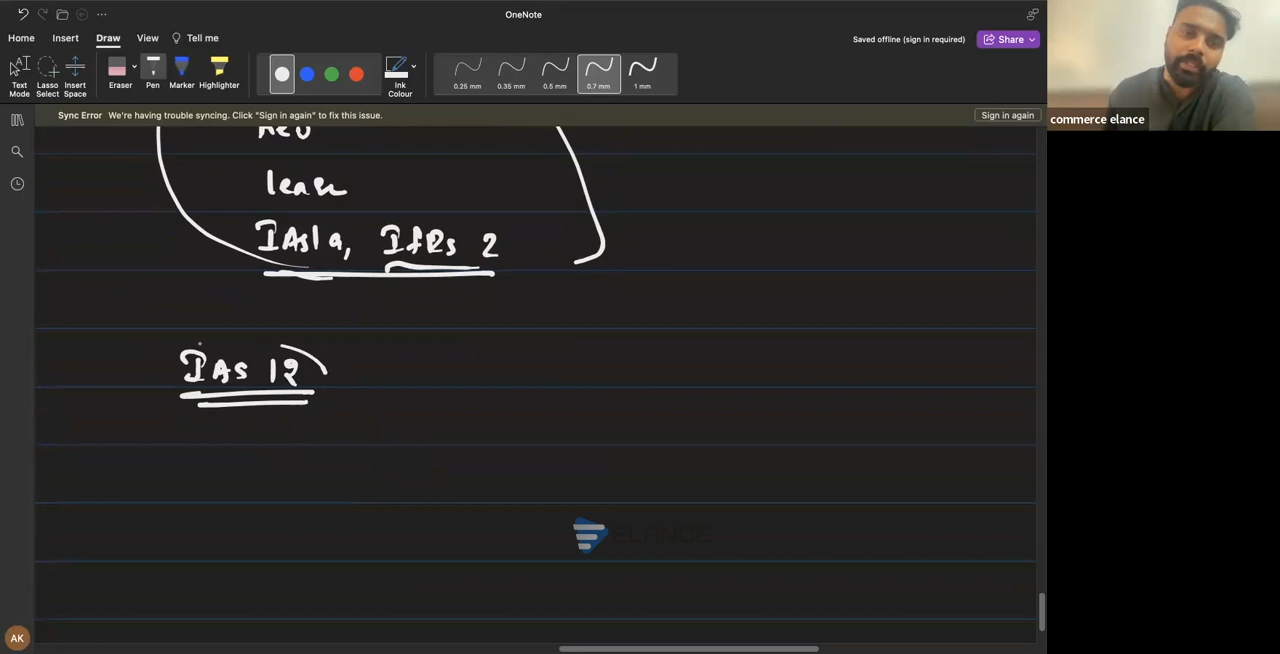 OneNote
Home Insert Draw View Tell me
Saved offline (sign in required) Share
Text Mode Lasso Select Insert Space Eraser Pen Marker Highlighter Ink Colour 0.25 mm 0.35 mm 0.5 mm 0.7 mm 1 mm
Sync Error We're having trouble syncing. Click "Sign in again" to fix this issue. Sign in again
commerce elance
lease
IAS 19, IFRS 2
IAS 12
ELANCE
AK